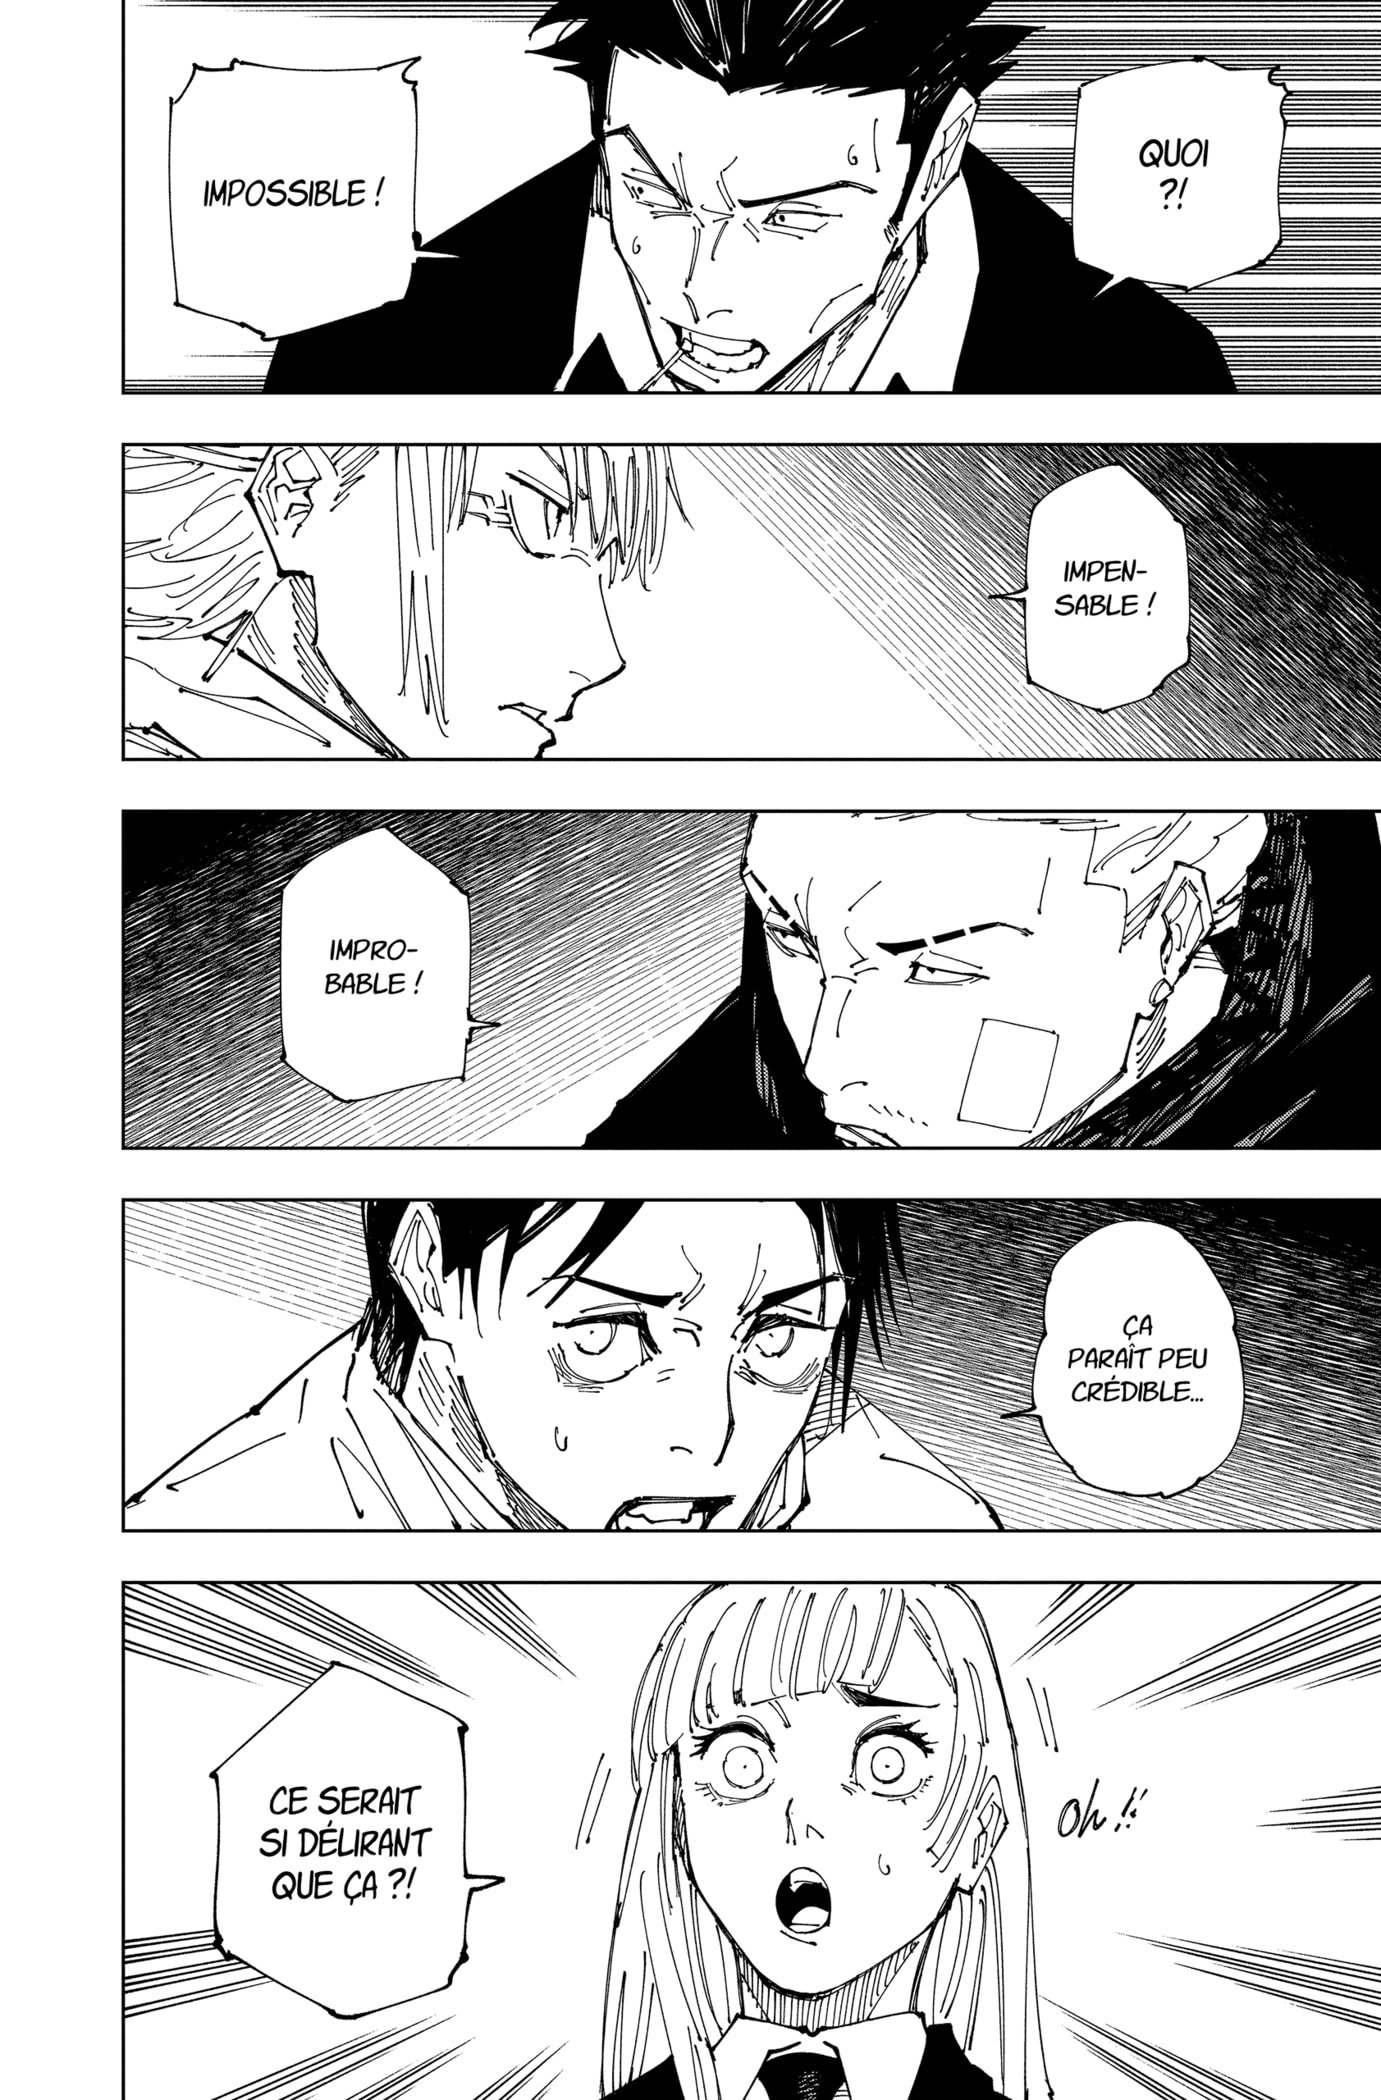 QUOI
?!
IMPOSSIBLE !
IMPEN-
SABLE !
IMPRO-
BABLE !
ÇA
PARAÎT PEU
CRÉDIBLE...
Oh !!
CE SERAIT
SI DÉLIRANT
QUE ÇA ?!